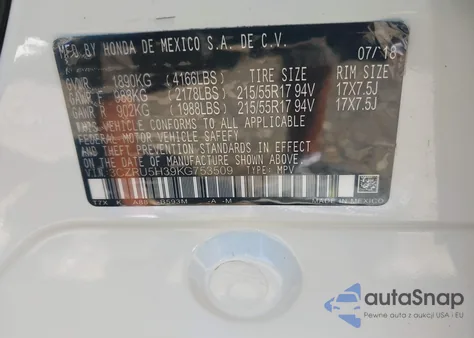 MFD BY HONDA DE MEXICO S.A. DE C.V. 07/18
GVWR 1890KG (4166LBS) TIRE SIZE RIM SIZE
GAWR F 988KG (2178LBS) 215/55R17 94V 17X7.5J
GAWR R 902KG (1988LBS) 215/55R17 94V 17X7.5J
THIS VEHICLE CONFORMS TO ALL APPLICABLE
FEDERAL MOTOR VEHICLE SAFETY
AND THEFT PREVENTION STANDARDS IN EFFECT
ON THE DATE OF MANUFACTURE SHOWN ABOVE.
V.I.N. 3CZRU5H39KG753509 TYPE: MPV
T7X K B593M -A -M MADE IN MEXICO
autoSnap
Pewne auta z aukcji USA i EU